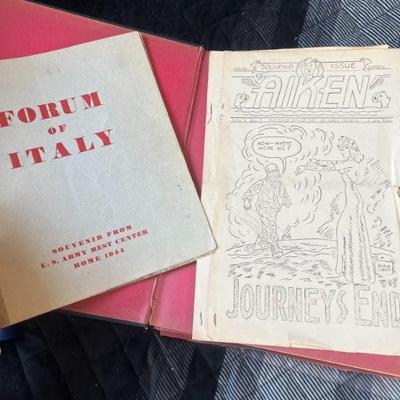 FORUM
OF
ITALY
SOUVENIR FROM
U.S. ARMY REST CENTER
ROME 1944
SOUVENIR ISSUE
AIKEN
NOW-WHERE
WERE WE?
JOURNEYS END